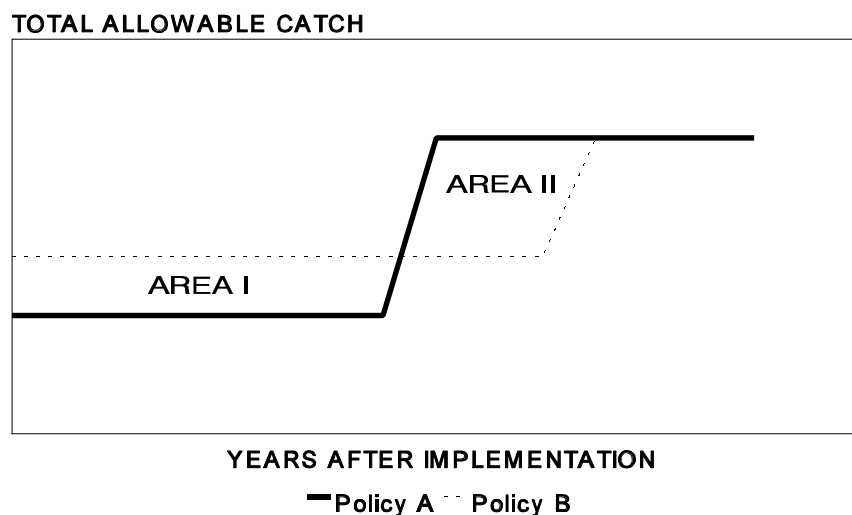 TOTAL ALLOWABLE CATCH
AREA II
AREA I
YEARS AFTER IMPLEMENTATION
Policy A Policy B